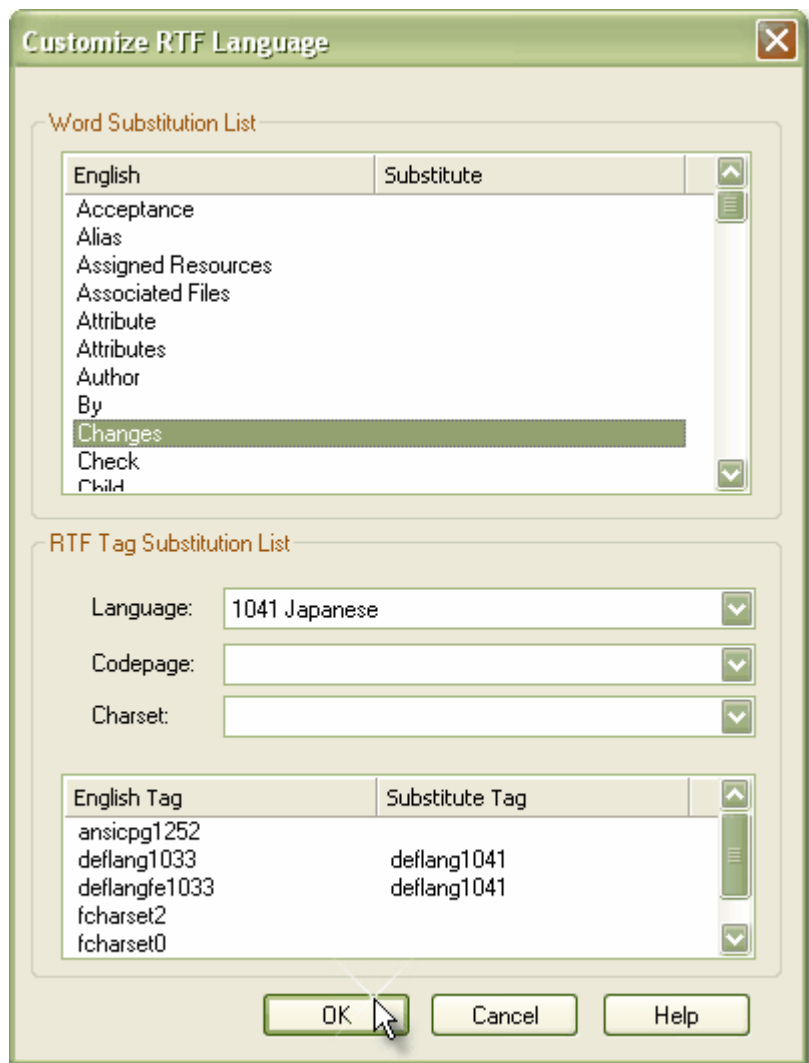 Customize RTF Language
Word Substitution List
English Substitute
Acceptance
Alias
Assigned Resources
Associated Files
Attribute
Attributes
Author
By
Changes
Check
Child
RTF Tag Substitution List
Language: 1041 Japanese
Codepage:
Charset:
English Tag Substitute Tag
ansicpg1252
deflang1033 deflang1041
deflangfe1033 deflang1041
fcharset2
fcharset0
OK Cancel Help